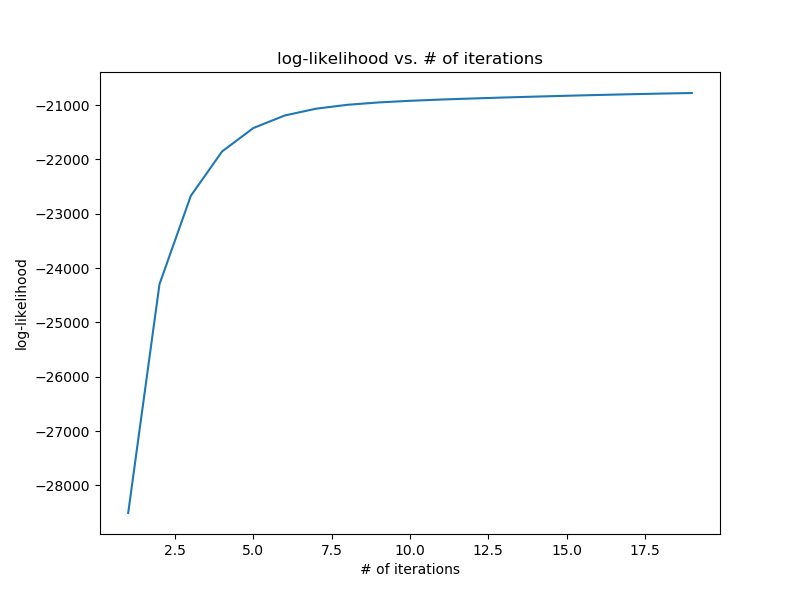 log-likelihood vs. # of iterations
log-likelihood
−21000
−22000
−23000
−24000
−25000
−26000
−27000
−28000
2.5 5.0 7.5 10.0 12.5 15.0 17.5
# of iterations